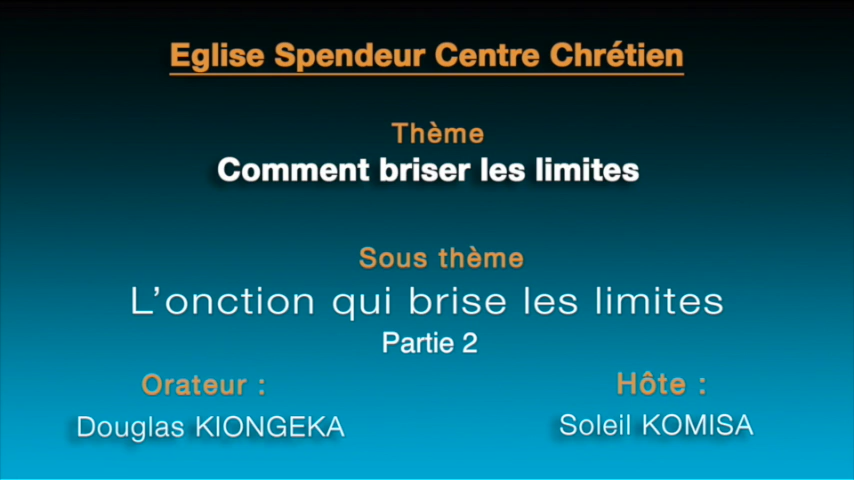 Eglise Spendeur Centre Chrétien
Thème
Comment briser les limites
Sous thème
L'onction qui brise les limites
Partie 2
Orateur :
Douglas KIONGEKA
Hôte :
Soleil KOMISA